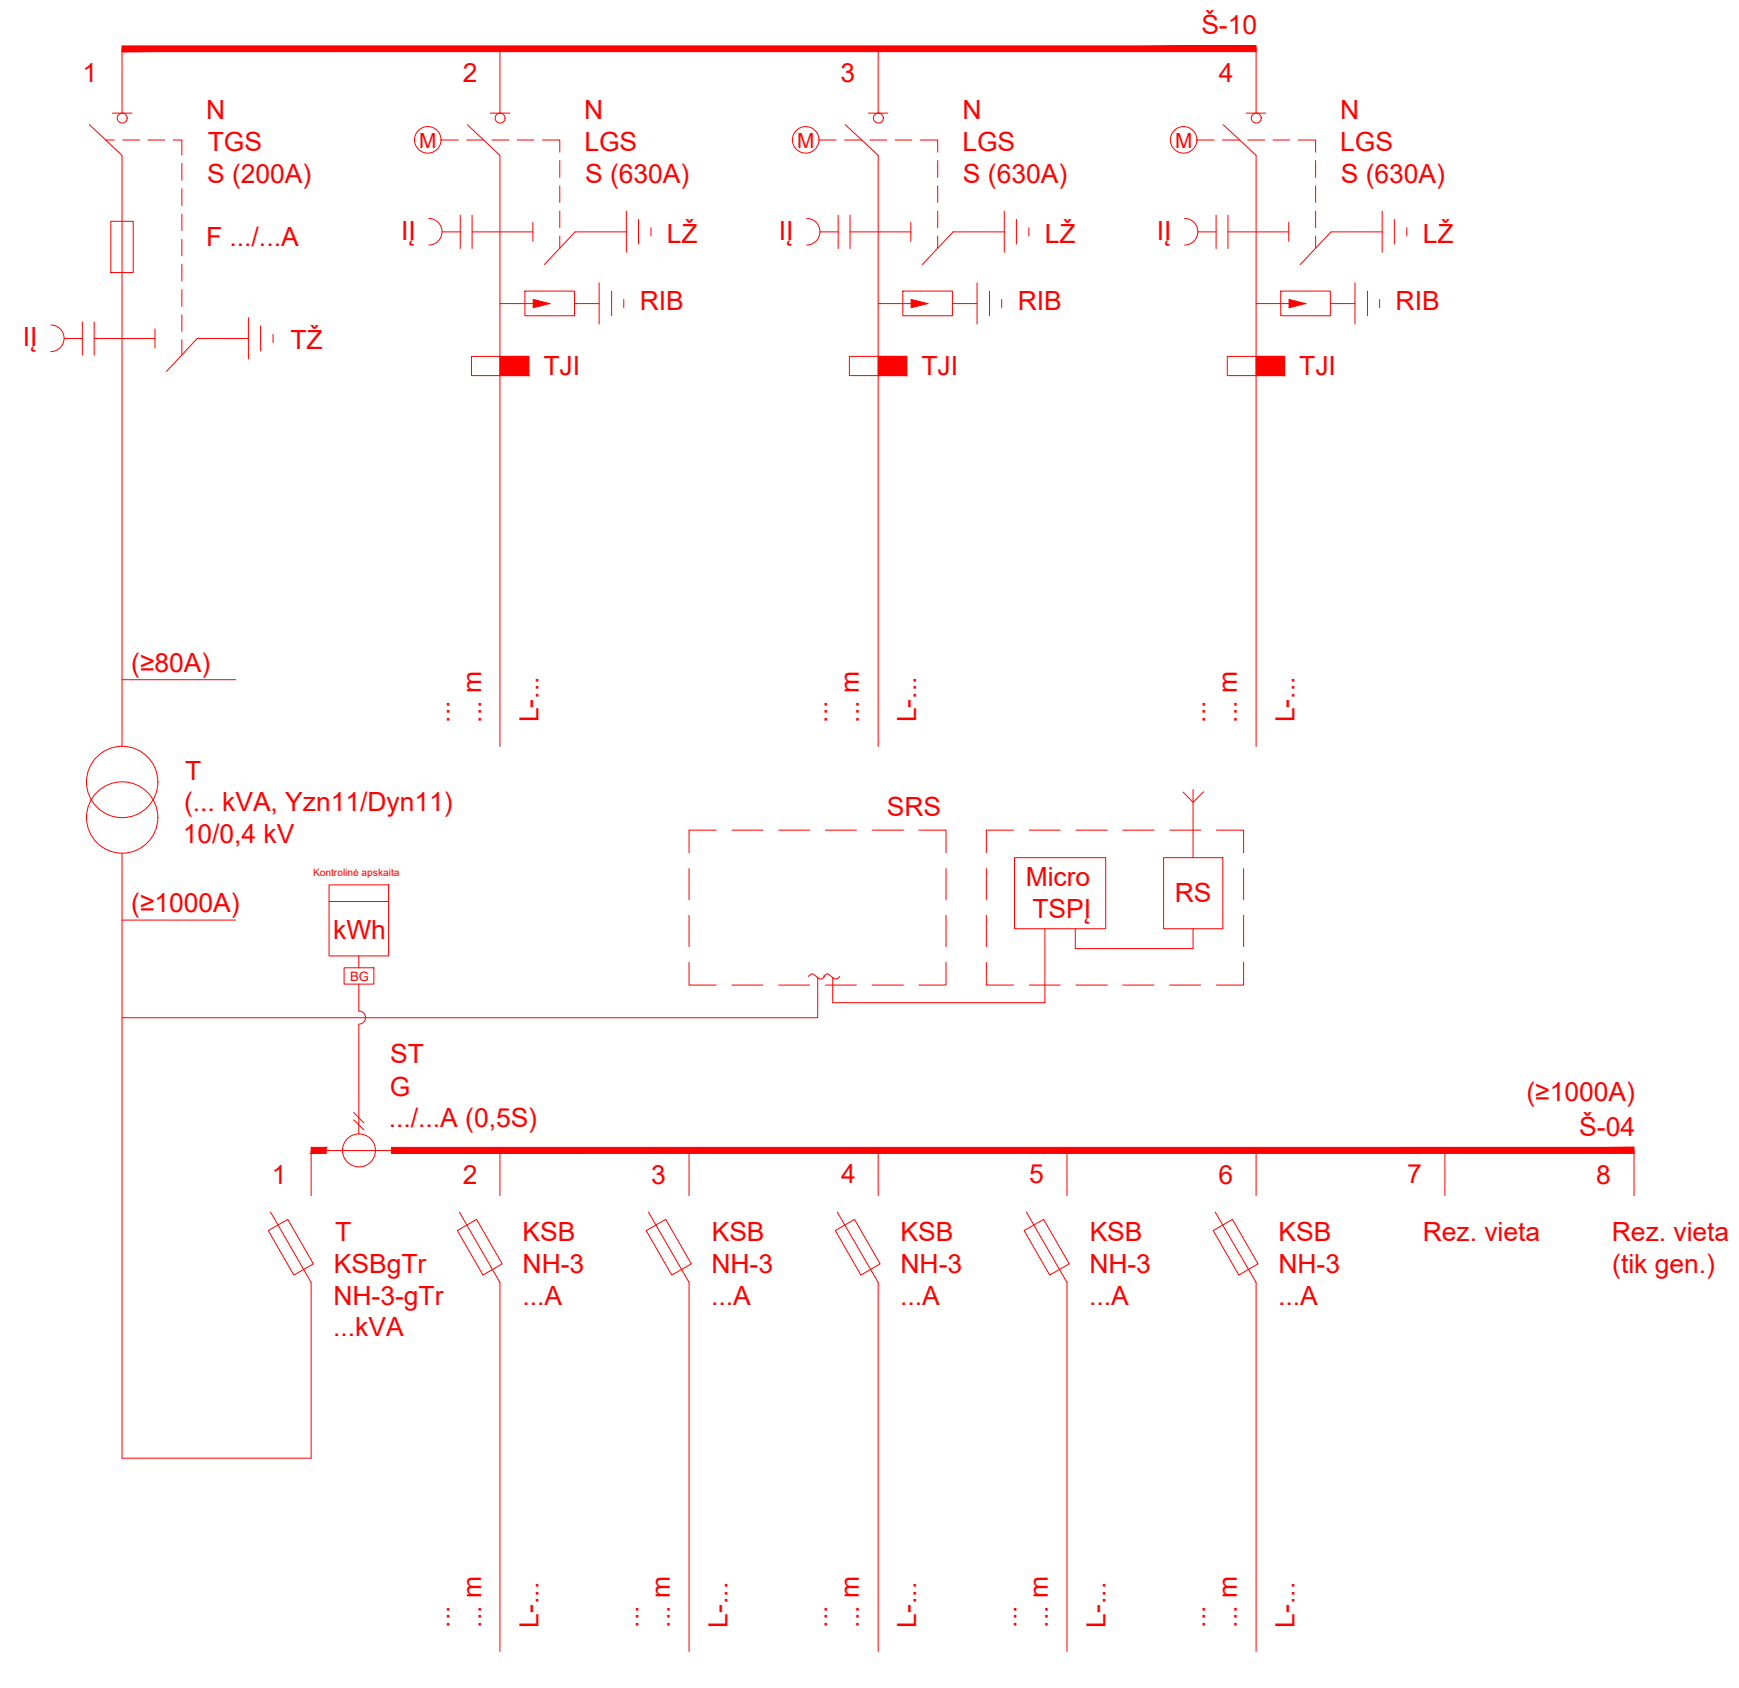 Š-10
1
2
3
4
N
TGS
S (200A)
N
LGS
S (630A)
N
LGS
S (630A)
N
LGS
S (630A)
M
M
M
F .../...A
IĮ
LŽ
IĮ
LŽ
IĮ
LŽ
RIB
RIB
RIB
IĮ
TŽ
TJI
TJI
TJI
(≥80A)
...
... m
L-...
...
... m
L-...
...
... m
L-...
T
(... kVA, Yzn11/Dyn11)
10/0,4 kV
SRS
Micro
TSPĮ
RS
Kontrolinė apskaita
kWh
BG
(≥1000A)
ST
G
.../...A (0,5S)
(≥1000A)
Š-04
1
2
3
4
5
6
7
8
T
KSBgTr
NH-3-gTr
...kVA
KSB
NH-3
...A
KSB
NH-3
...A
KSB
NH-3
...A
KSB
NH-3
...A
KSB
NH-3
...A
Rez. vieta
Rez. vieta
(tik gen.)
...
... m
L-...
...
... m
L-...
...
... m
L-...
...
... m
L-...
...
... m
L-...